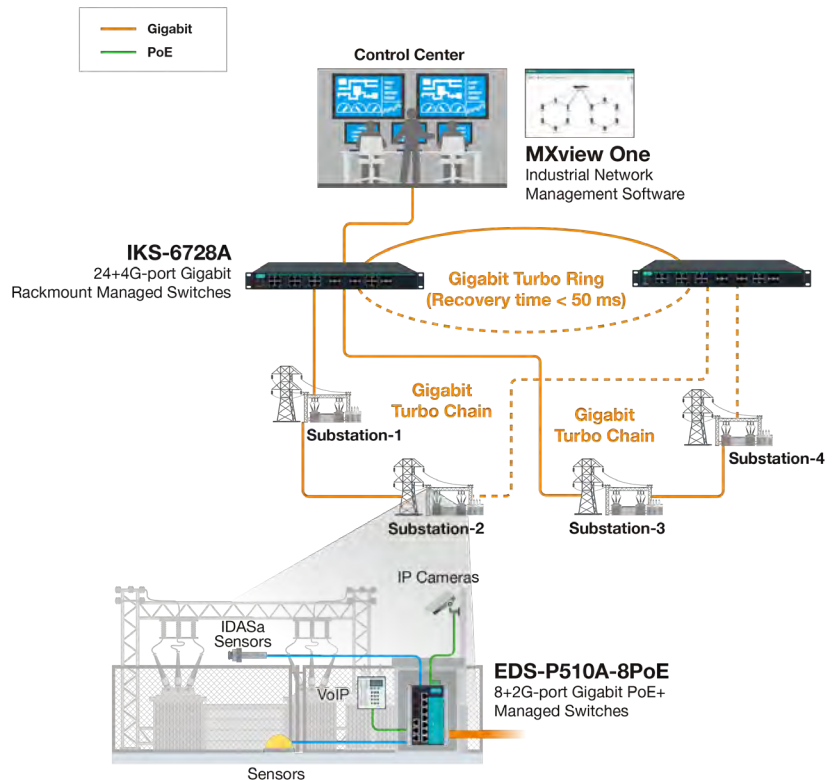 Gigabit
PoE
Control Center
MXview One
Industrial Network
Management Software
IKS-6728A
24+4G-port Gigabit
Rackmount Managed Switches
Gigabit Turbo Ring
(Recovery time < 50 ms)
Gigabit
Turbo Chain
Substation-1
Gigabit
Turbo Chain
Substation-4
Substation-2
Substation-3
IP Cameras
IDASa
Sensors
VoIP
EDS-P510A-8PoE
8+2G-port Gigabit PoE+
Managed Switches
Sensors